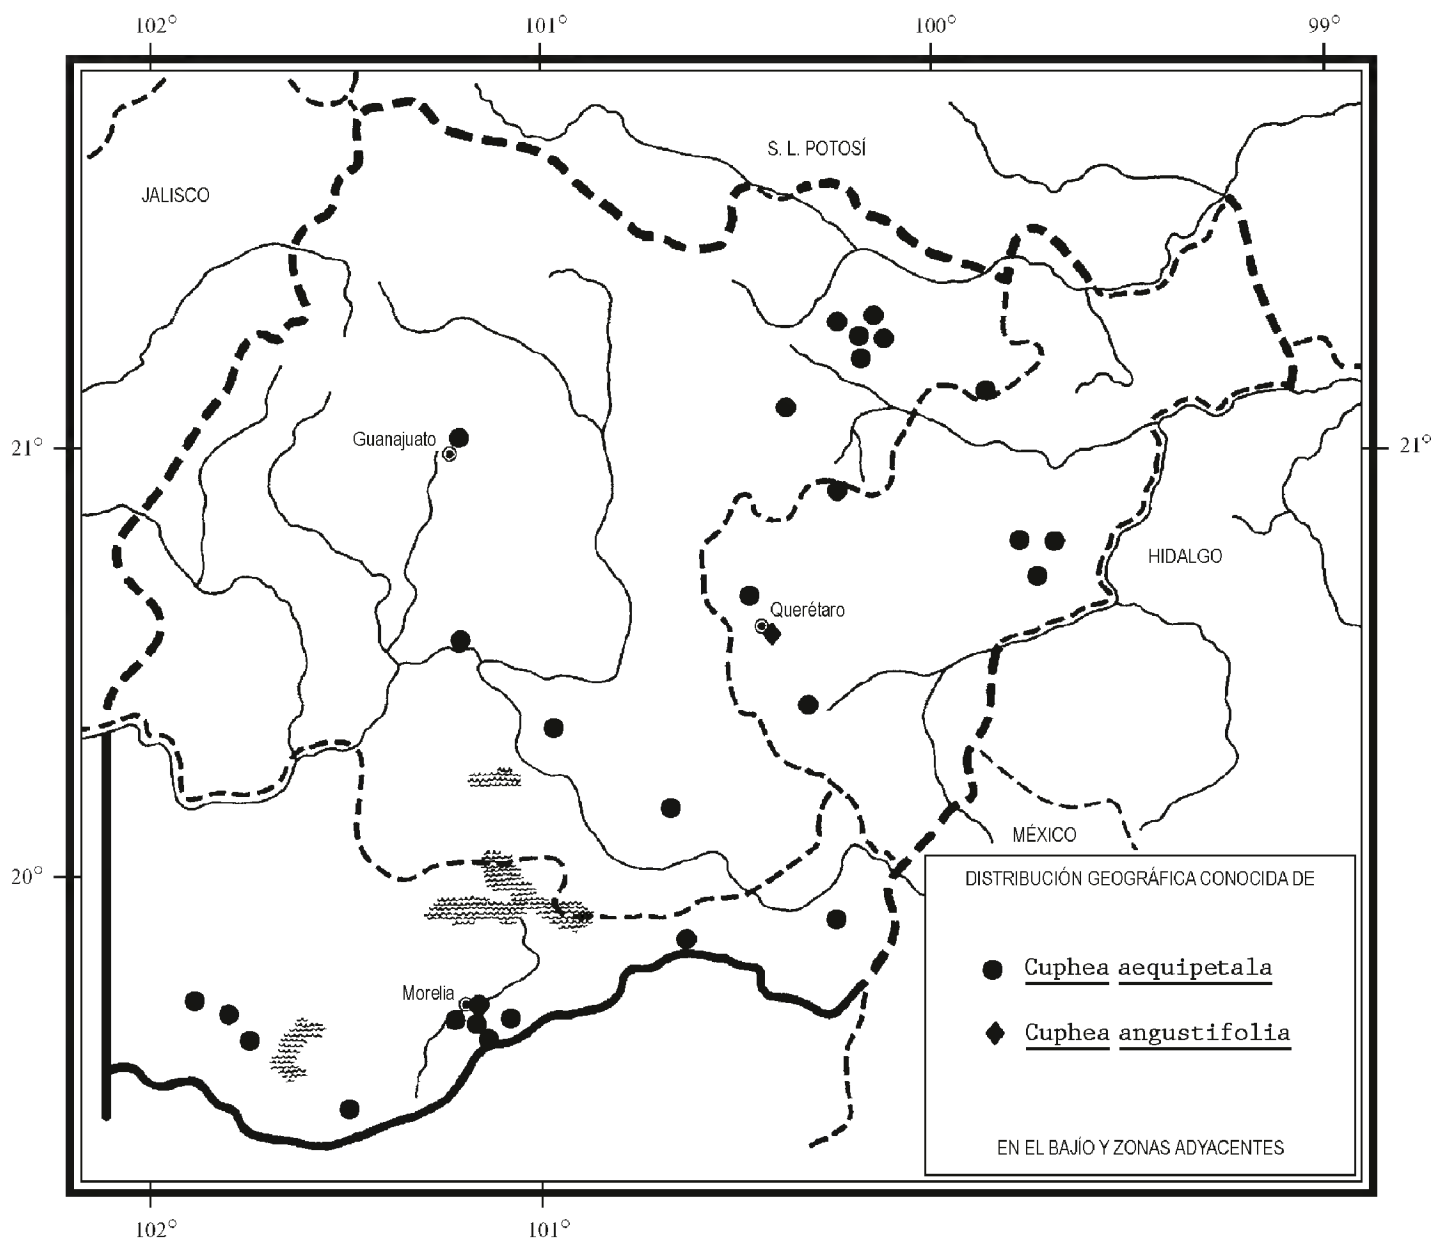 102° 101° 100° 99°
S. L. POTOSÍ
JALISCO
Guanajuato
21° 21°
HIDALGO
Querétaro
MÉXICO
20°
DISTRIBUCIÓN GEOGRÁFICA CONOCIDA DE
Cuphea aequipetala
Morelia
Cuphea angustifolia
EN EL BAJÍO Y ZONAS ADYACENTES
102° 101°